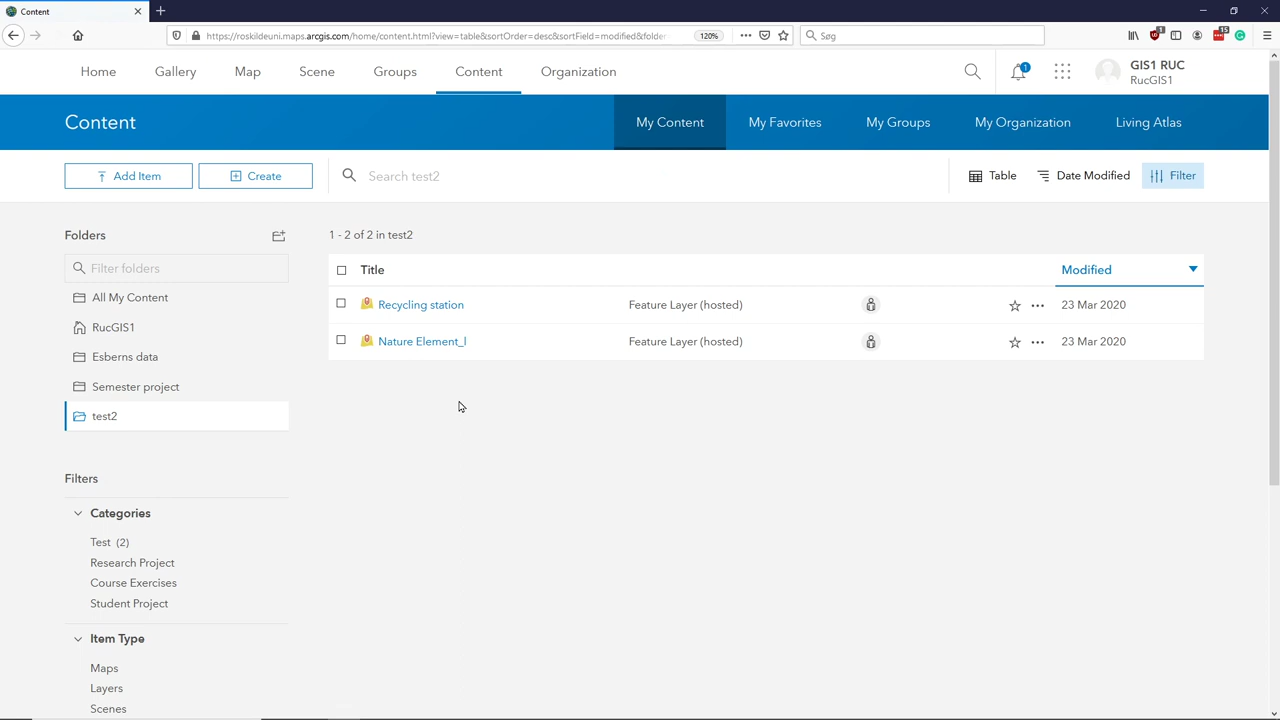 Content
https://roskildeuni.maps.arcgis.com/home/content.html?view=table&sortOrder=desc&sortField=modified&folder
120%
Søg
1
15
Home
Gallery
Map
Scene
Groups
Content
Organization
1
GIS1 RUC
RucGIS1
Content
My Content
My Favorites
My Groups
My Organization
Living Atlas
Add Item
Create
Search test2
Table
Date Modified
Filter
Folders
Filter folders
All My Content
RucGIS1
Esberns data
Semester project
test2
Filters
Categories
Test (2)
Research Project
Course Exercises
Student Project
Item Type
Maps
Layers
Scenes
1 - 2 of 2 in test2
Title
Modified
Recycling station
Feature Layer (hosted)
23 Mar 2020
Nature Element_l
Feature Layer (hosted)
23 Mar 2020